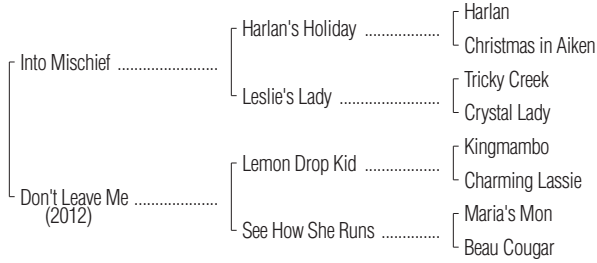 Harlan
Harlan's Holiday ..................
Christmas in Aiken
Into Mischief ........................
Tricky Creek
Leslie's Lady ........................
Crystal Lady
Kingmambo
Lemon Drop Kid ..................
Charming Lassie
Don't Leave Me ....................
(2012)
Maria's Mon
See How She Runs ..............
Beau Cougar